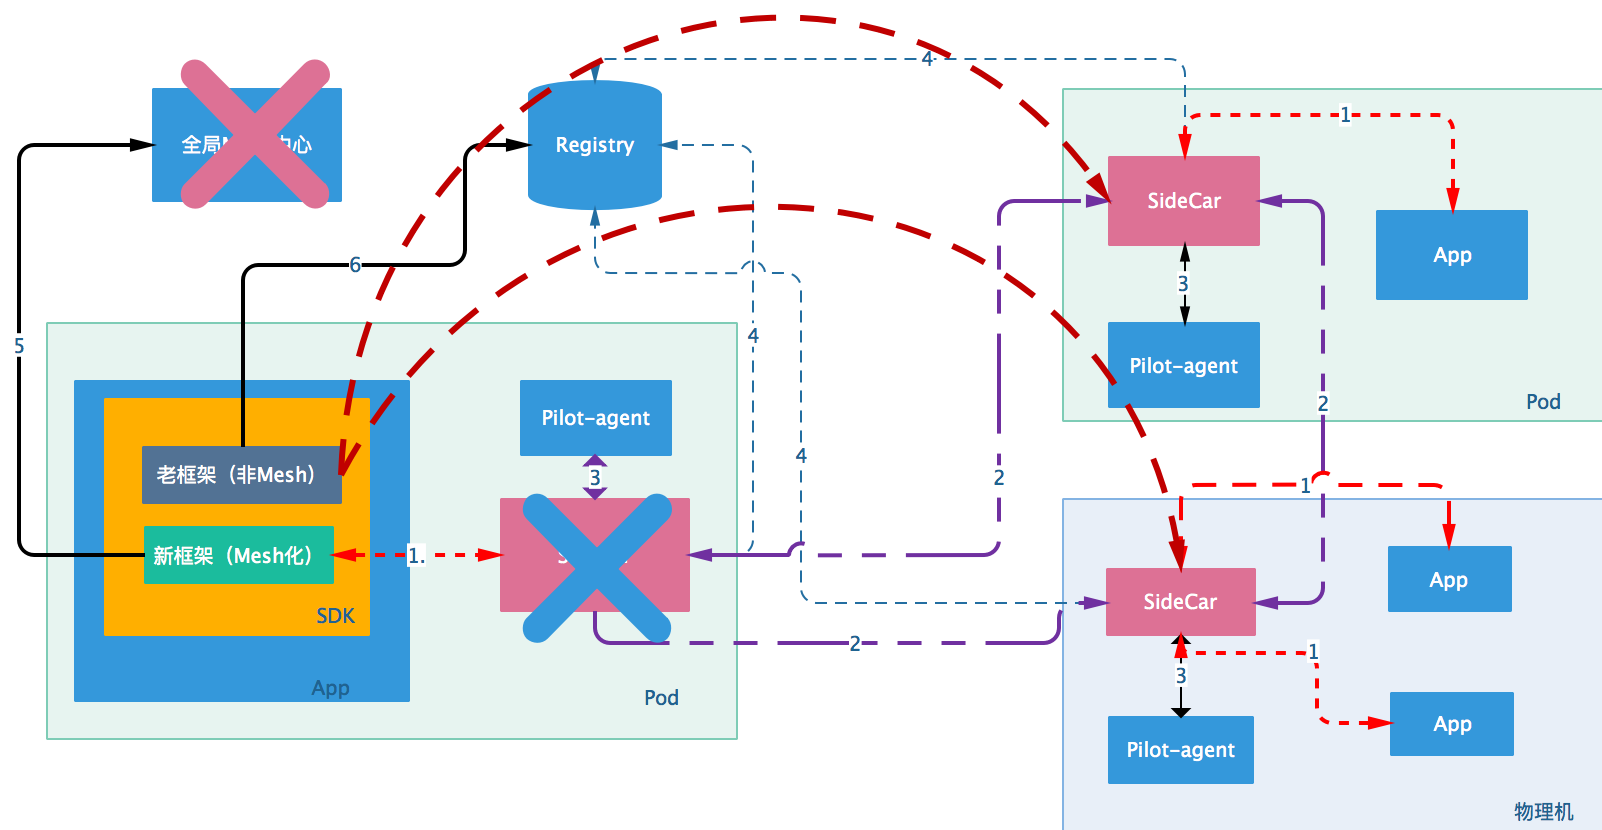 4
1
全局
中心
Registry
SideCar
App
6
3
5
4
Pilot-agent
Pod
2
Pilot-agent
老框架（非Mesh）
3
4
2
1
新框架（Mesh化）
1.
SideCar
App
SDK
2
1
3
App
App
Pod
Pilot-agent
物理机